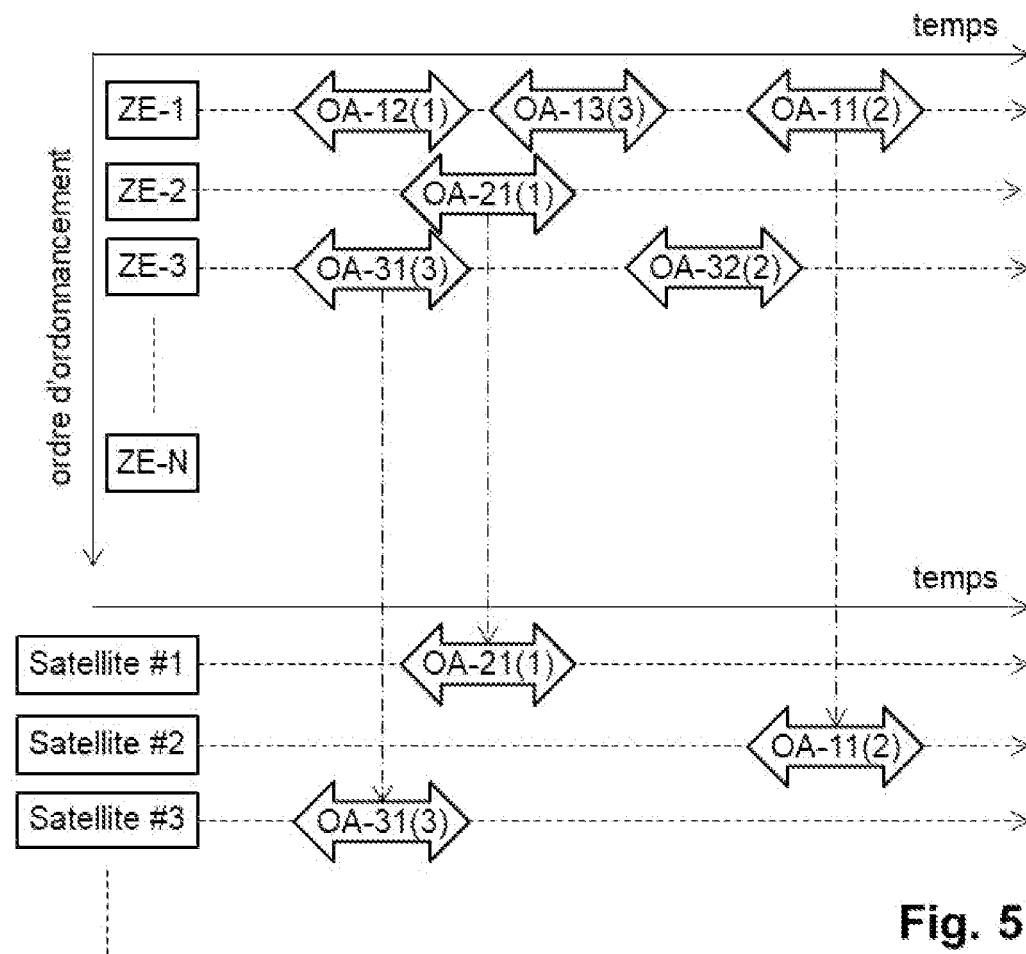 temps
ZE-1 OA-12(1) OA-13(3) OA-11(2)
ZE-2 OA-21(1)
ZE-3 OA-31(3) OA-32(2)
ordre d'ordonnancement
ZE-N
temps
Satellite #1 OA-21(1)
Satellite #2 OA-11(2)
Satellite #3 OA-31(3)
Fig. 5